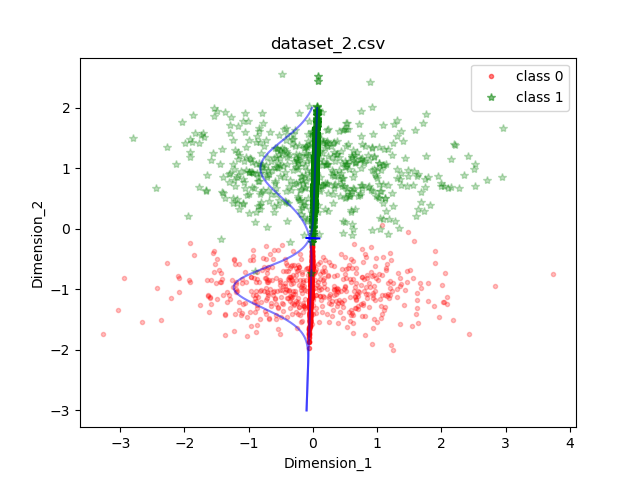 dataset_2.csv
class 0
class 1
Dimension_2
2
1
0
−1
−2
−3
−3
−2
−1
0
1
2
3
4
Dimension_1